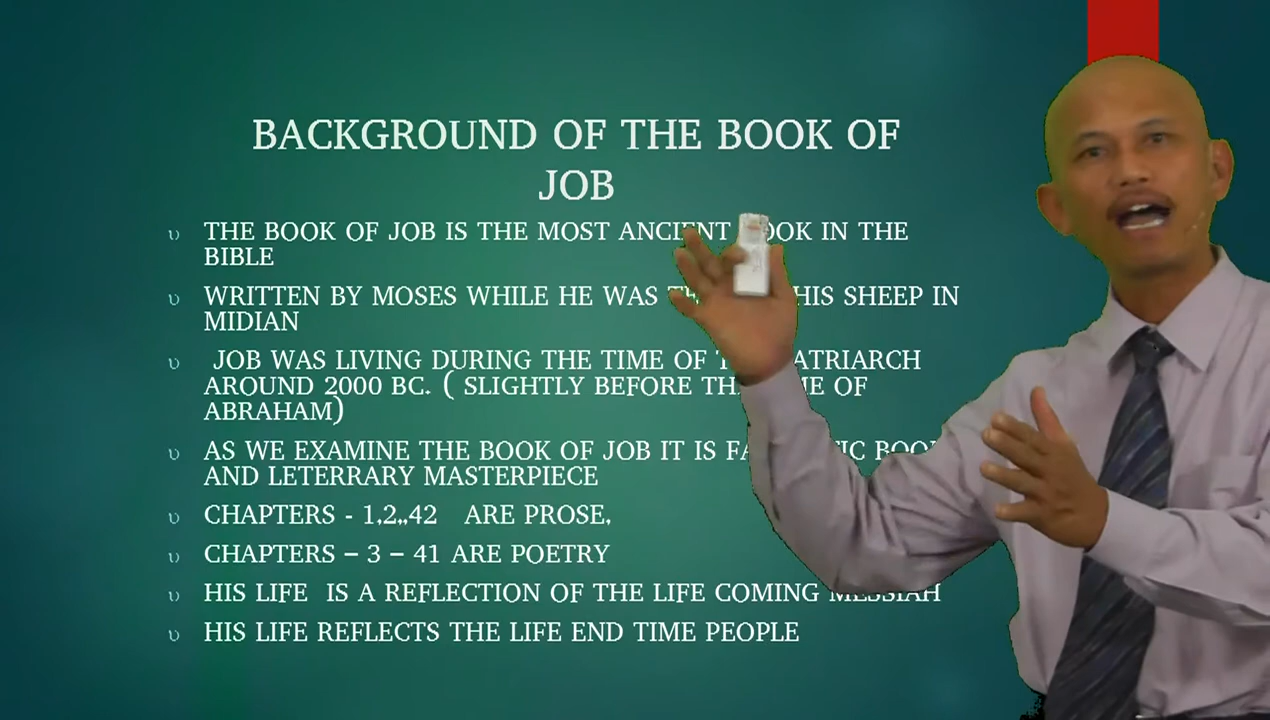 BACKGROUND OF THE BOOK OF
JOB
THE BOOK OF JOB IS THE MOST ANCIENT IN THE
BIBLE
WRITTEN BY MOSES WHILE HE WAS HIS SHEEP IN
MIDIAN
JOB WAS LIVING DURING THE TIME OF
AROUND 2000 BC. ( SLIGHTLY BEFORE OF
ABRAHAM)
AS WE EXAMINE THE BOOK OF JOB IT IS
AND LETERRARY MASTERPIECE
CHAPTERS - 1,2,,42 ARE PROSE,
CHAPTERS – 3 – 41 ARE POETRY
HIS LIFE IS A REFLECTION OF THE LIFE COMING MESSIAH
HIS LIFE REFLECTS THE LIFE END TIME PEOPLE